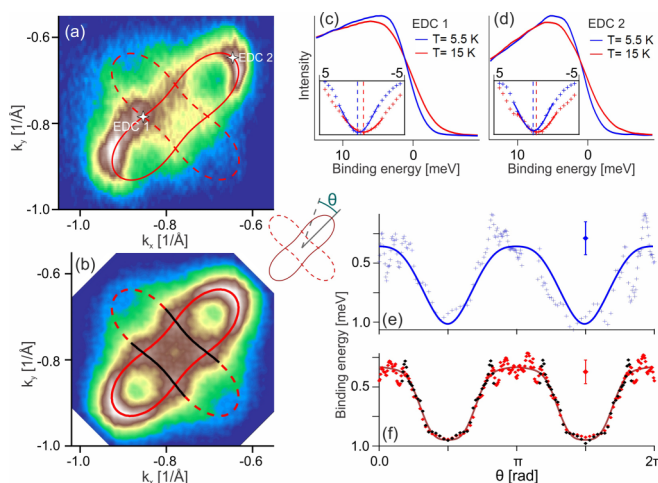 (a)
-0.6
-0.8
-1.0
k_y [1/Å]
EDC 2
EDC 1
-1.0
-0.8
-0.6
k_x [1/Å]
(b)
-0.6
-0.8
-1.0
k_y [1/Å]
-1.0
-0.8
-0.6
k_x [1/Å]
θ
(c)
EDC 1
T= 5.5 K
T= 15 K
5
-5
Intensity
10
0
Binding energy [meV]
(d)
EDC 2
T= 5.5 K
T= 15 K
5
-5
10
0
Binding energy [meV]
(e)
0.5
1.0
(f)
0.5
1.0
Binding energy [meV]
0.0
π
2π
θ [rad]